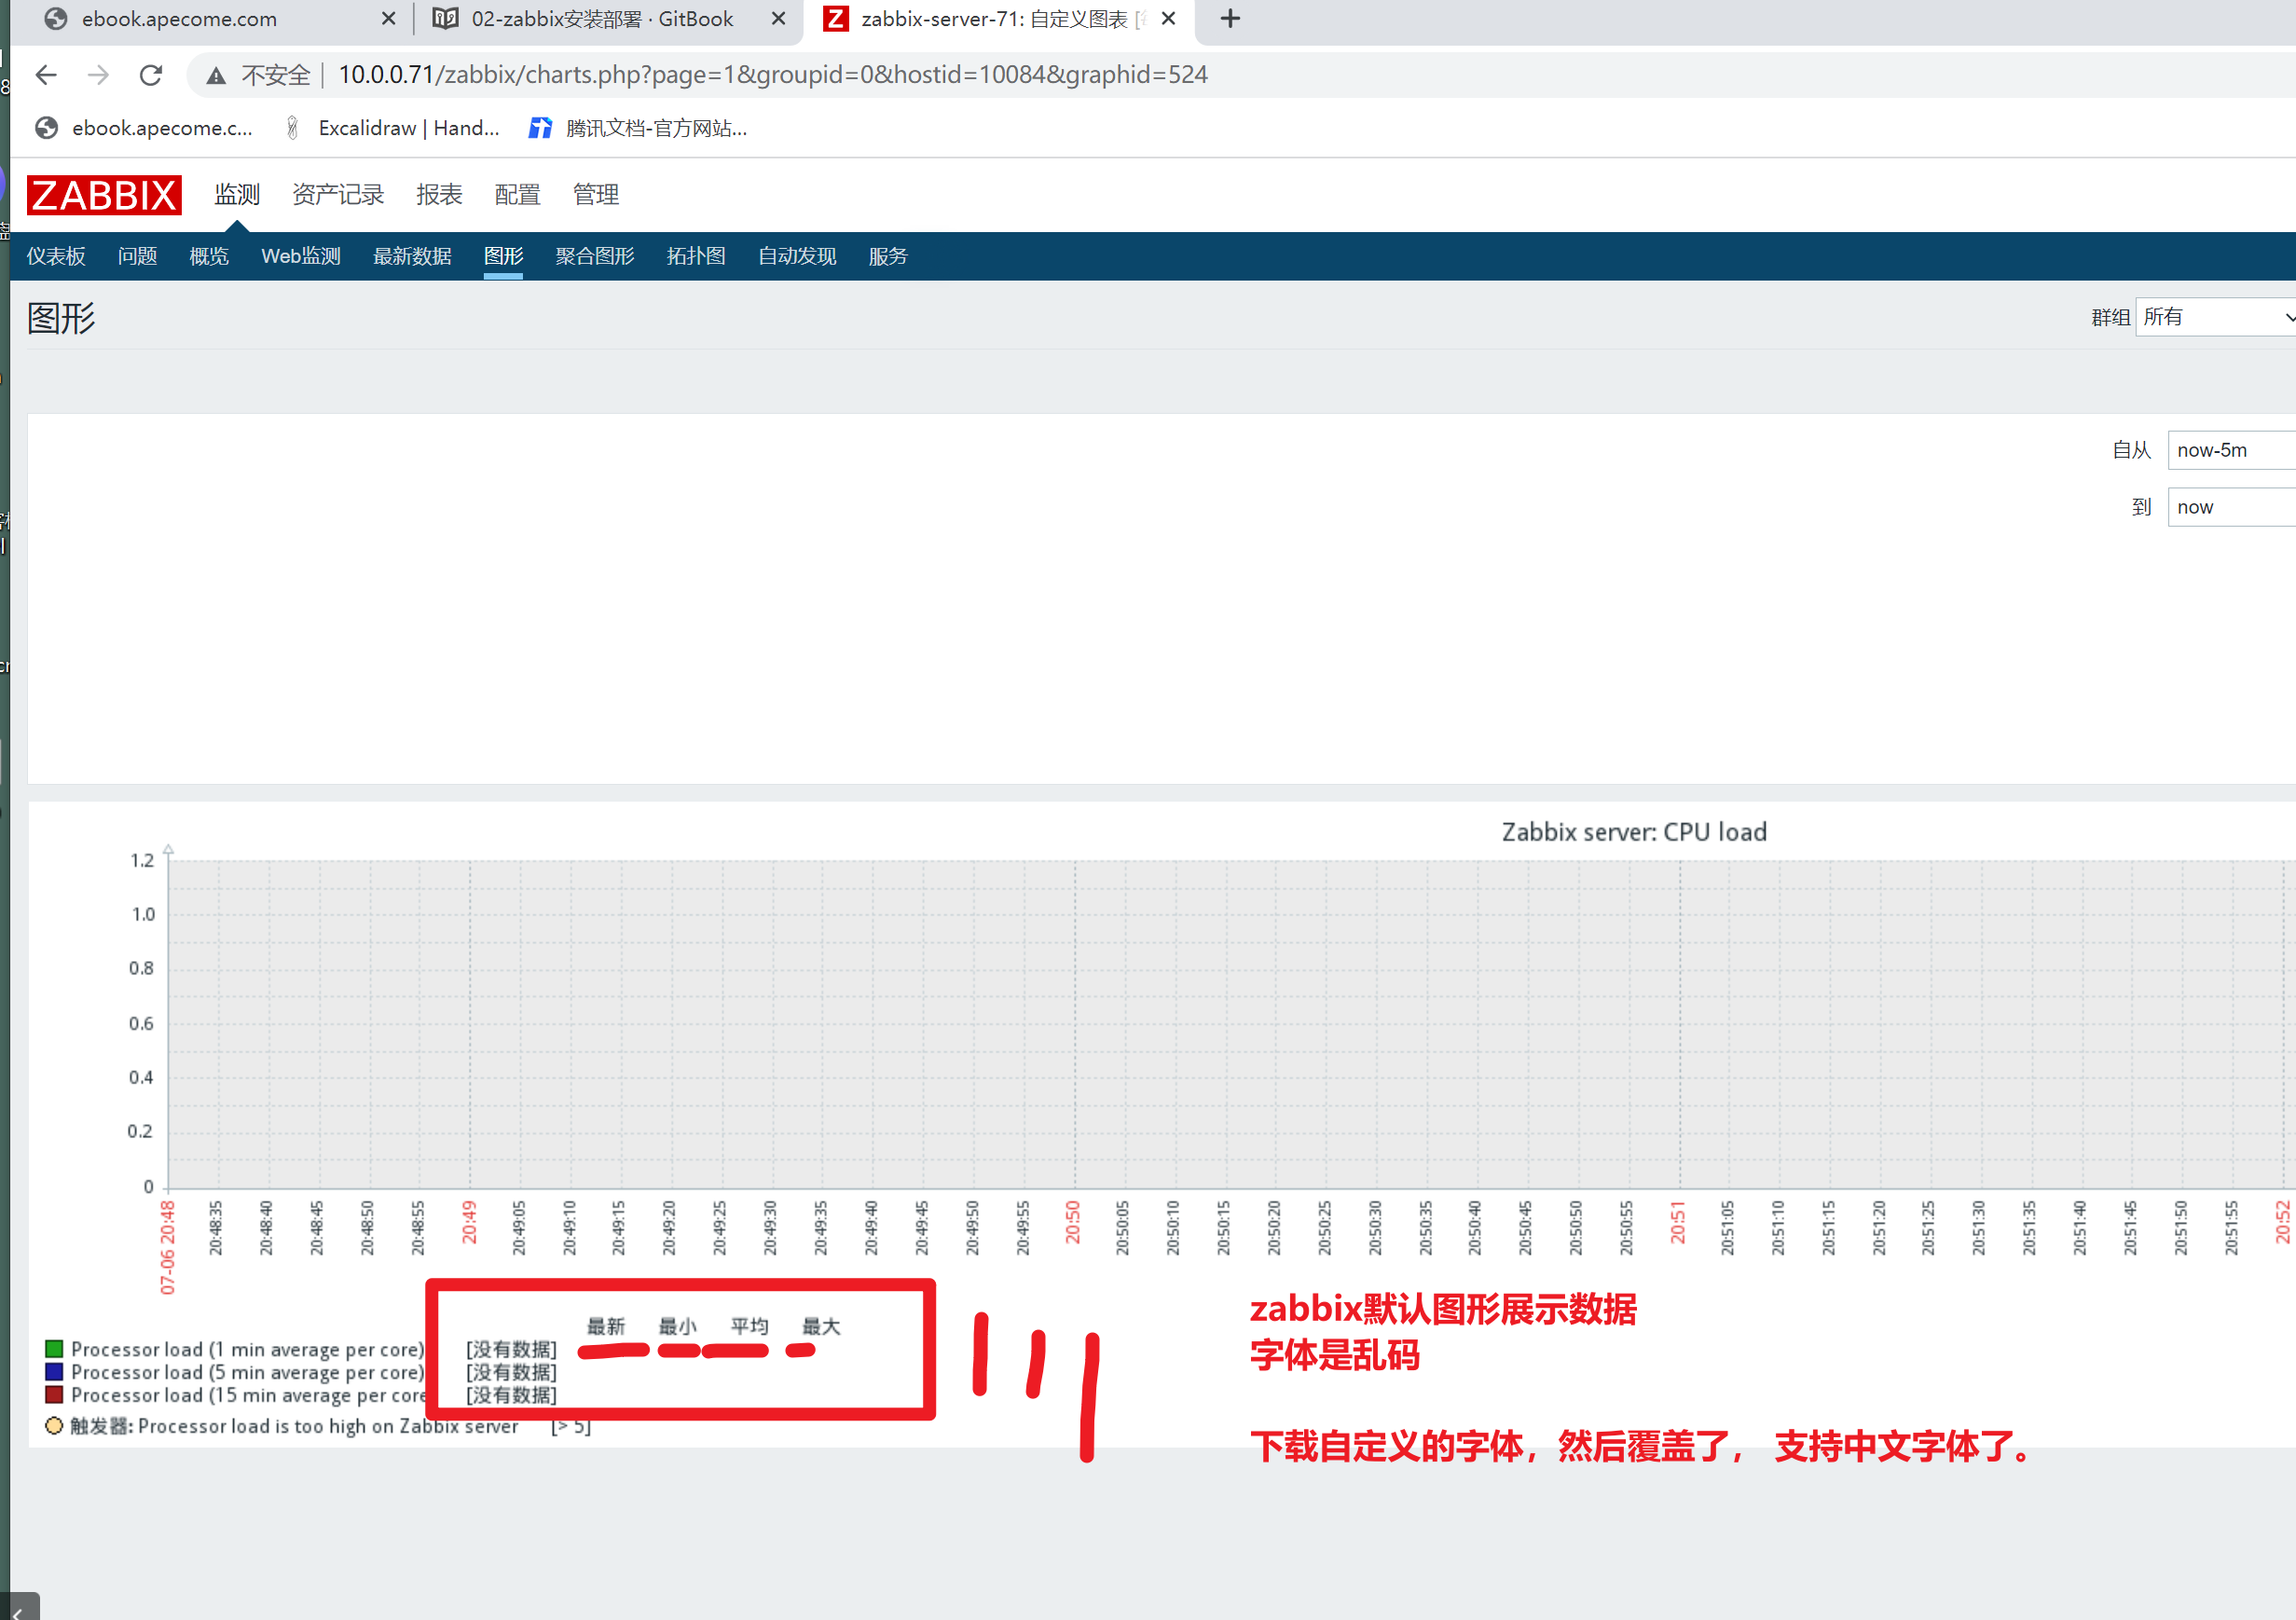 ebook.apecome.com
02-zabbix安装部署 · GitBook
zabbix-server-71: 自定义图表 [
不安全
10.0.0.71/zabbix/charts.php?page=1&groupid=0&hostid=10084&graphid=524
ebook.apecome.c...
Excalidraw | Hand...
腾讯文档-官方网站...
ZABBIX
监测 资产记录 报表 配置 管理
仪表板 问题 概览 Web监测 最新数据 图形 聚合图形 拓扑图 自动发现 服务
图形
群组 所有
自从 now-5m
到 now
Zabbix server: CPU load
1.2
1.0
0.8
0.6
0.4
0.2
0
07-06 20:48 20:48:35 20:48:40 20:48:45 20:48:50 20:48:55 20:49 20:49:05 20:49:10 20:49:15 20:49:20 20:49:25 20:49:30 20:49:35 20:49:40 20:49:45 20:49:50 20:49:55 20:50 20:50:05 20:50:10 20:50:15 20:50:20 20:50:25 20:50:30 20:50:35 20:50:40 20:50:45 20:50:50 20:50:55 20:51 20:51:05 20:51:10 20:51:15 20:51:20 20:51:25 20:51:30 20:51:35 20:51:40 20:51:45 20:51:50 20:51:55 20:52
最新 最小 平均 最大
Processor load (1 min average per core) [没有数据]
Processor load (5 min average per core) [没有数据]
Processor load (15 min average per core [没有数据]
触发器: Processor load is too high on Zabbix server [> 5]
zabbix默认图形展示数据
字体是乱码
下载自定义的字体，然后覆盖了， 支持中文字体了。